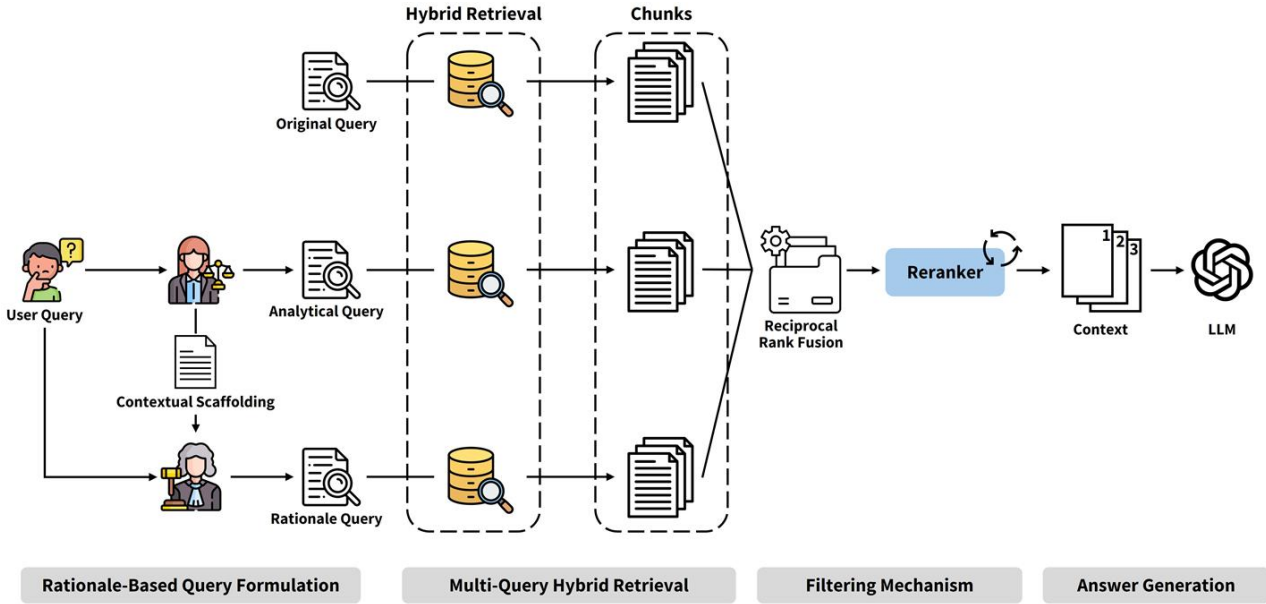 Hybrid Retrieval
Chunks
Original Query
?
User Query
Analytical Query
Contextual Scaffolding
Rationale Query
Reciprocal
Rank Fusion
Reranker
1
2
3
Context
LLM
Rationale-Based Query Formulation
Multi-Query Hybrid Retrieval
Filtering Mechanism
Answer Generation